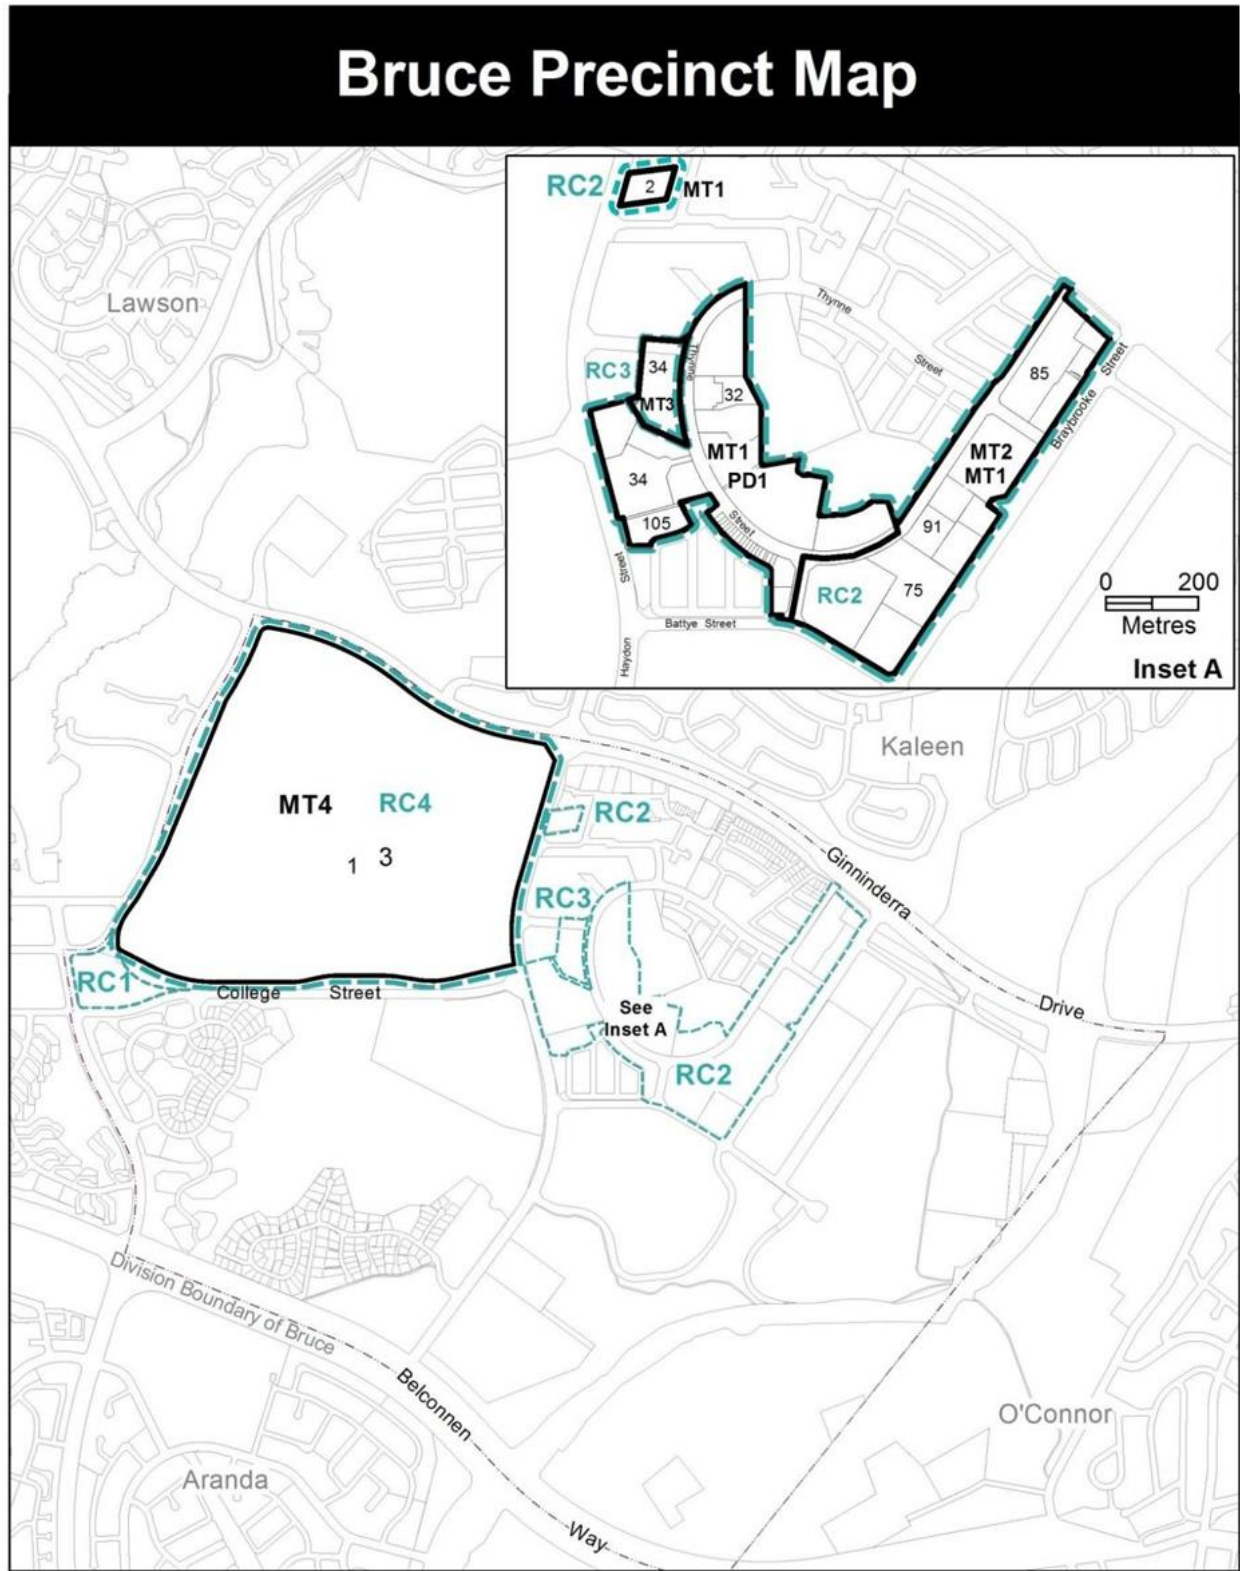 Bruce Precinct Map
RC2
2
MT1
Lawson
Thynne
Street
RC3
34
MT3
Thynne
32
85
Braybrooke Street
MT1
PD1
MT2
MT1
34
105
Street
91
75
RC2
Haydon Street
Battye Street
0 200
Metres
Inset A
Kaleen
MT4 RC4
1 3
RC2
Ginninderra
Drive
RC3
RC1
College Street
See
Inset A
RC2
Division Boundary of Bruce
Belconnen
Way
O'Connor
Aranda